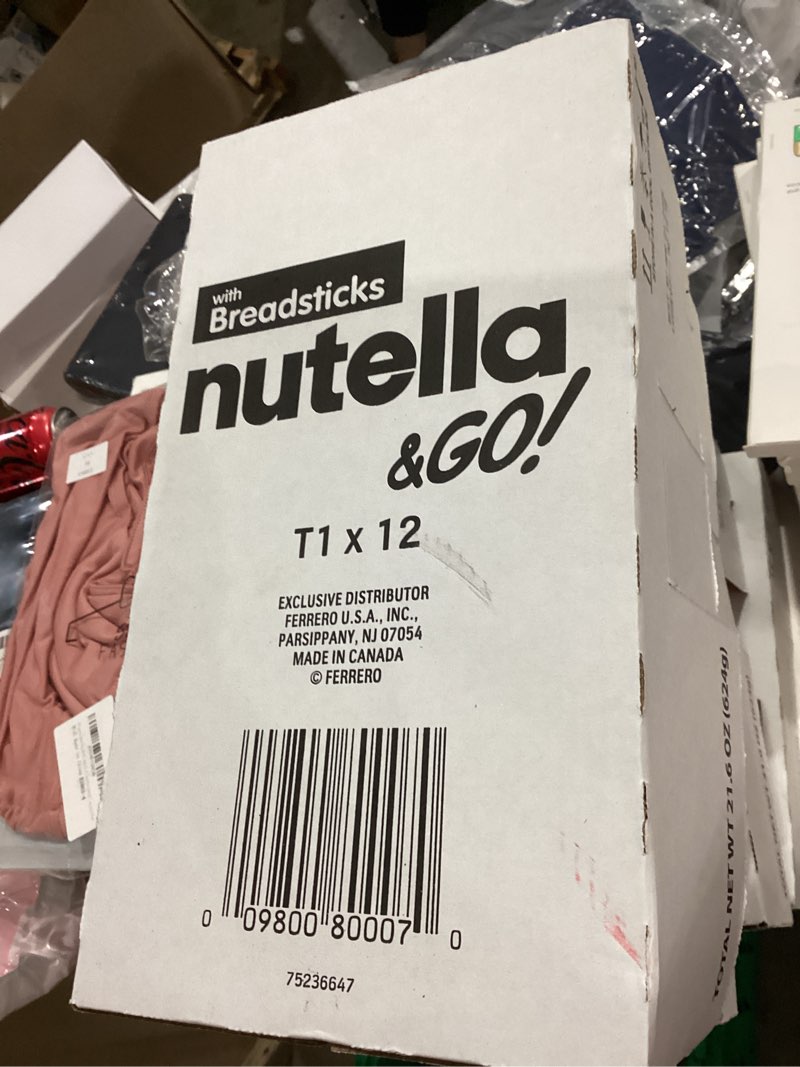 with
Breadsticks
nutella
&GO!
T1 x 12
EXCLUSIVE DISTRIBUTOR
FERRERO U.S.A., INC.,
PARSIPPANY, NJ 07054
MADE IN CANADA
© FERRERO
0 09800 80007 0
75236647
TOTAL NET WT 21.6 OZ (624g)